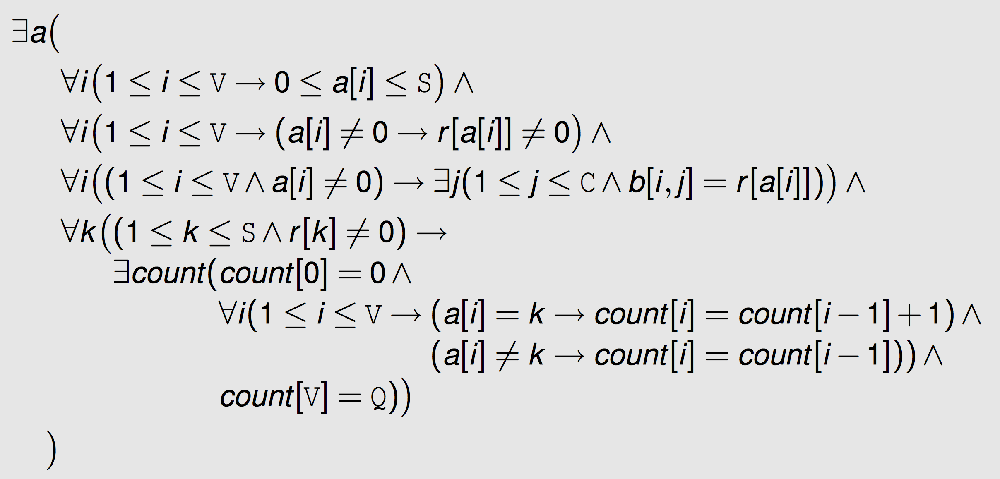 ∃a(
∀i(1 ≤ i ≤ V → 0 ≤ a[i] ≤ S) ∧
∀i(1 ≤ i ≤ V → (a[i] ≠ 0 → r[a[i]] ≠ 0) ∧
∀i((1 ≤ i ≤ V ∧ a[i] ≠ 0) → ∃j(1 ≤ j ≤ C ∧ b[i,j] = r[a[i]])) ∧
∀k((1 ≤ k ≤ S ∧ r[k] ≠ 0) →
∃count(count[0] = 0 ∧
∀i(1 ≤ i ≤ V → (a[i] = k → count[i] = count[i − 1] + 1) ∧
(a[i] ≠ k → count[i] = count[i − 1])) ∧
count[V] = Q))
)